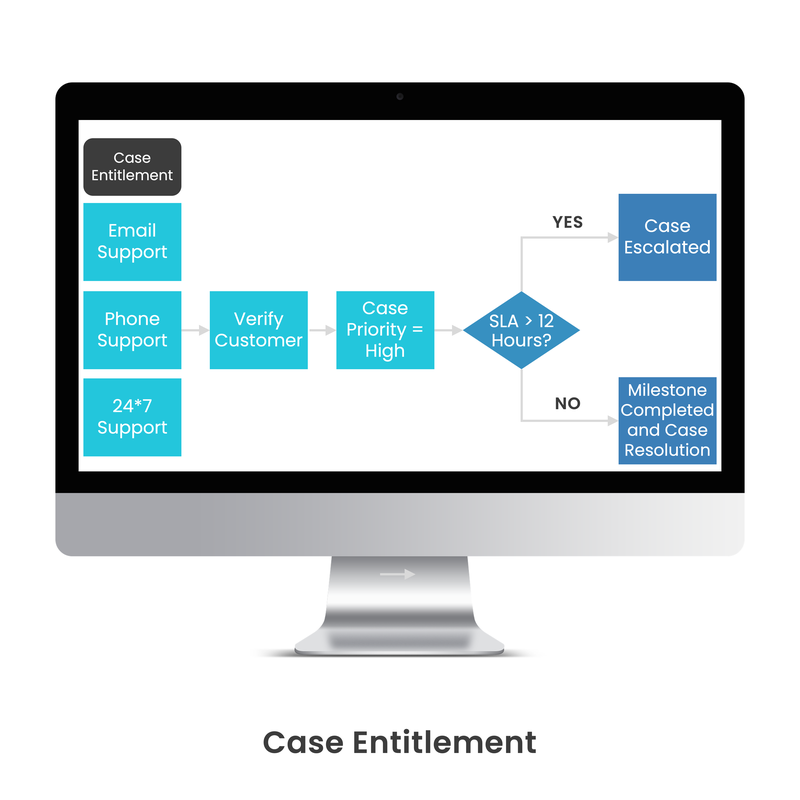 Case
Entitlement
Email
Support
Phone
Support
24*7
Support
Verify
Customer
Case
Priority =
High
SLA > 12
Hours?
YES
Case
Escalated
NO
Milestone
Completed
and Case
Resolution
Case Entitlement